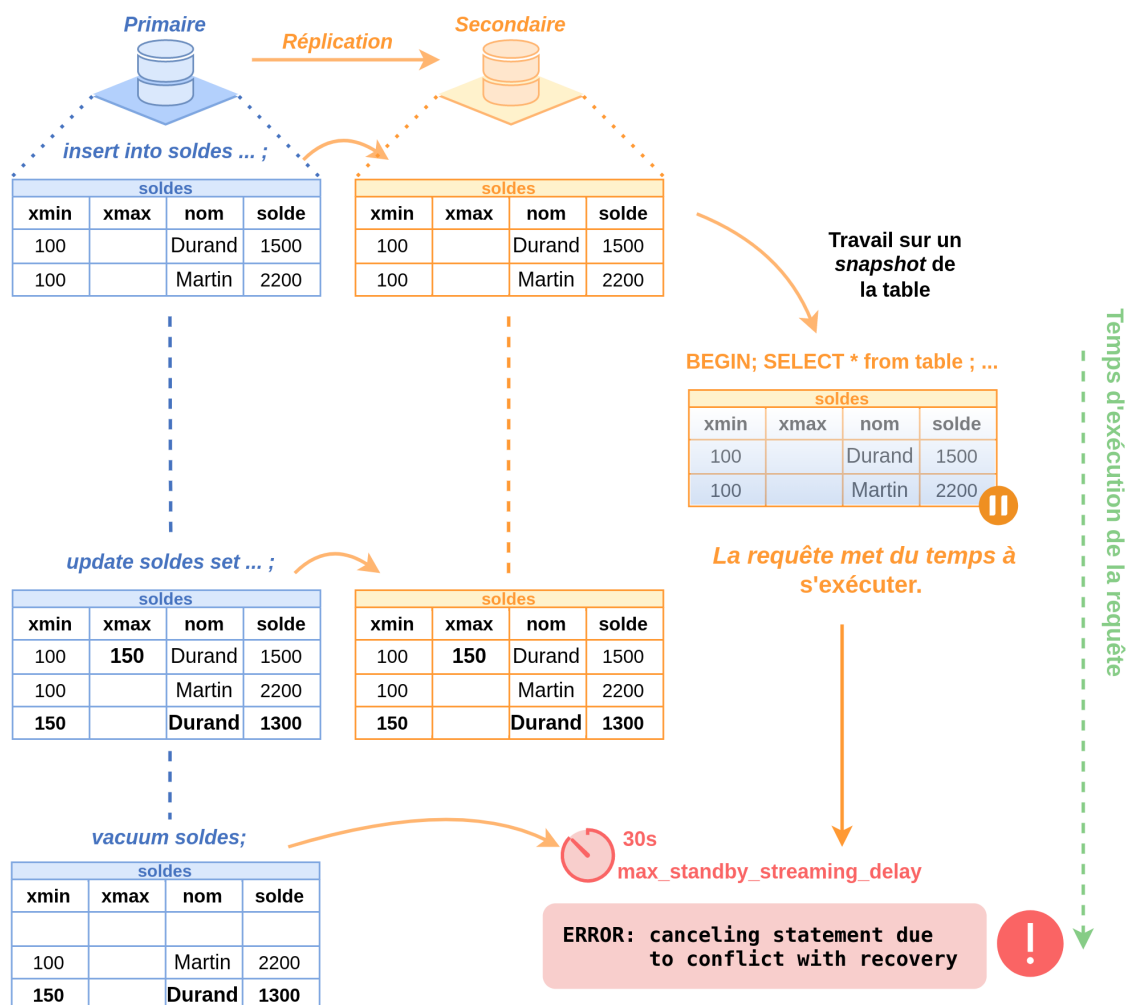 Primaire
Secondaire
Réplication
insert into soldes ... ;
soldes
xmin xmax nom solde
100 Durand 1500
100 Martin 2200
soldes
xmin xmax nom solde
100 Durand 1500
100 Martin 2200
Travail sur un
snapshot de
la table
BEGIN; SELECT * from table ; ...
soldes
xmin xmax nom solde
100 Durand 1500
100 Martin 2200
La requête met du temps à
s'exécuter.
Temps d'exécution de la requête
update soldes set ... ;
soldes
xmin xmax nom solde
100 150 Durand 1500
100 Martin 2200
150 Durand 1300
soldes
xmin xmax nom solde
100 150 Durand 1500
100 Martin 2200
150 Durand 1300
vacuum soldes;
soldes
xmin xmax nom solde
100 Martin 2200
150 Durand 1300
30s
max_standby_streaming_delay
ERROR: canceling statement due
to conflict with recovery